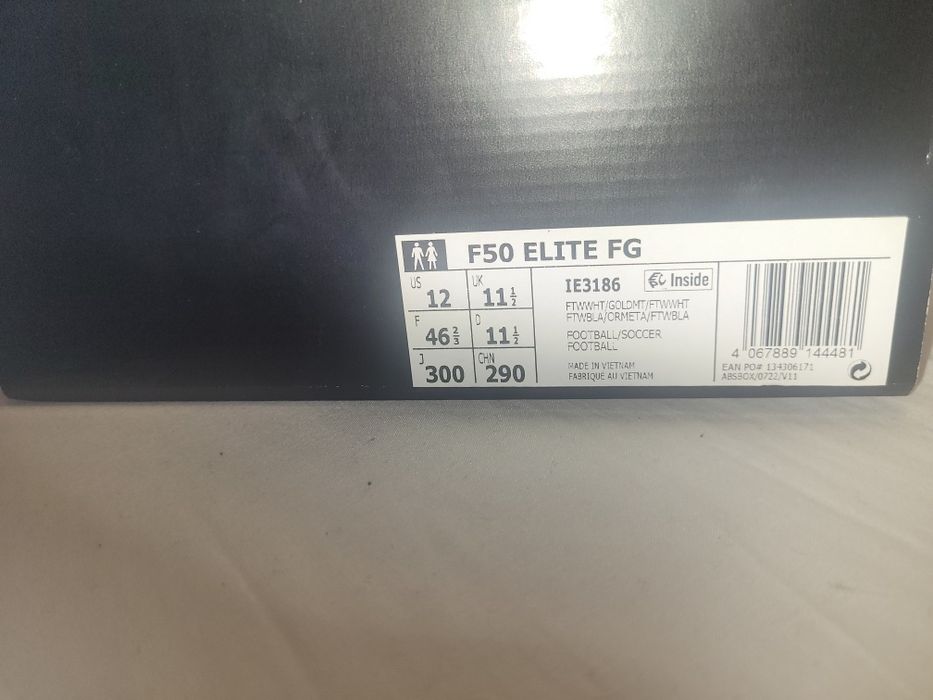 F50 ELITE FG
US 12
UK 11 1/2
F 46 2/3
D 11 1/2
J 300
CHN 290
IE3186
Inside
FTWWHT/GOLDMT/FTWWHT
FTWBLA/ORMETA/FTWBLA
FOOTBALL/SOCCER
FOOTBALL
MADE IN VIETNAM
FABRIQUÉ AU VIETNAM
4 067889 144481
EAN PO# 134306171
ABSBOX/0722/V11